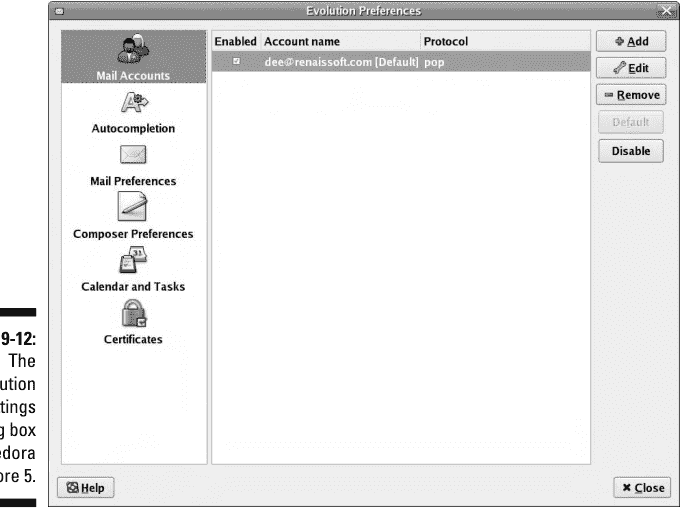 Evolution Preferences
Mail Accounts
Autocompletion
Mail Preferences
Composer Preferences
Calendar and Tasks
Certificates
Enabled Account name Protocol
dee@renaissoft.com [Default] pop
Add
Edit
Remove
Default
Disable
Help
Close
9-12:
The
ution
tings
g box
edora
ore 5.